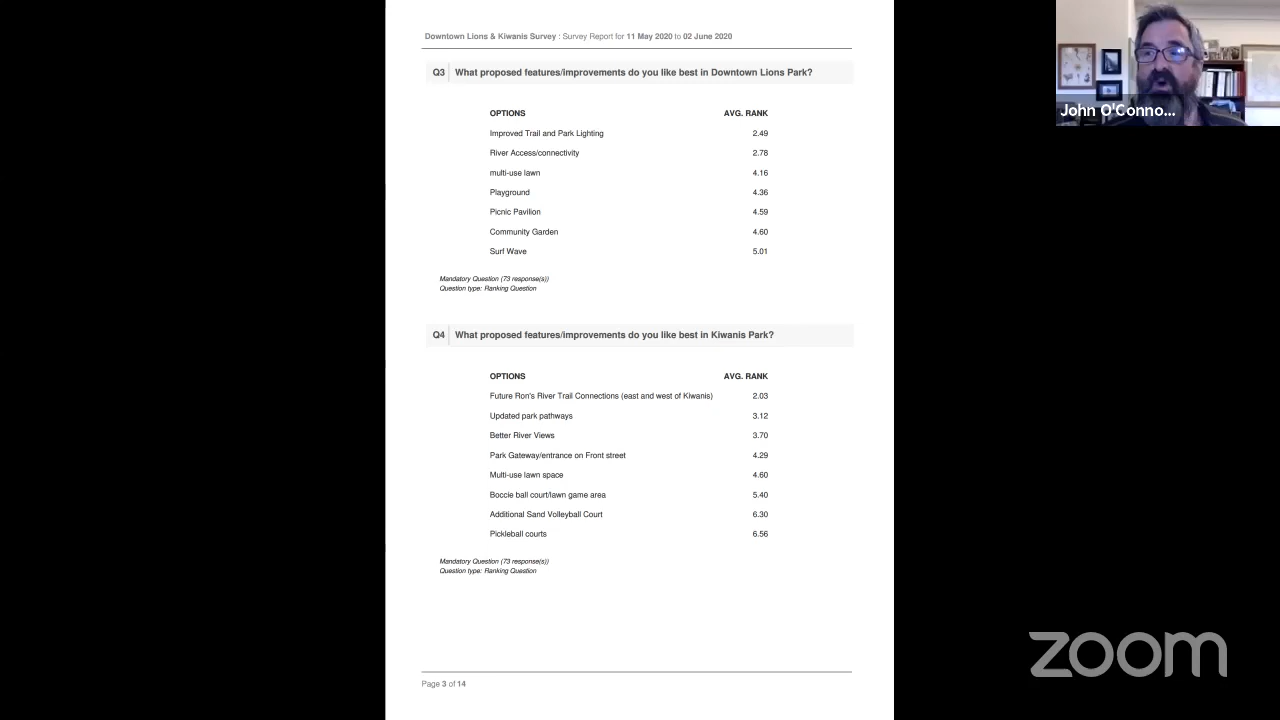 Downtown Lions & Kiwanis Survey : Survey Report for 11 May 2020 to 02 June 2020
Q3 What proposed features/improvements do you like best in Downtown Lions Park?
OPTIONS AVG. RANK
Improved Trail and Park Lighting 2.49
River Access/connectivity 2.78
multi-use lawn 4.16
Playground 4.36
Picnic Pavilion 4.59
Community Garden 4.60
Surf Wave 5.01
Mandatory Question (73 response(s))
Question type: Ranking Question
Q4 What proposed features/improvements do you like best in Kiwanis Park?
OPTIONS AVG. RANK
Future Ron's River Trail Connections (east and west of Kiwanis) 2.03
Updated park pathways 3.12
Better River Views 3.70
Park Gateway/entrance on Front street 4.29
Multi-use lawn space 4.60
Boccie ball court/lawn game area 5.40
Additional Sand Volleyball Court 6.30
Pickleball courts 6.56
Mandatory Question (73 response(s))
Question type: Ranking Question
Page 3 of 14
John O'Conno...
zoom